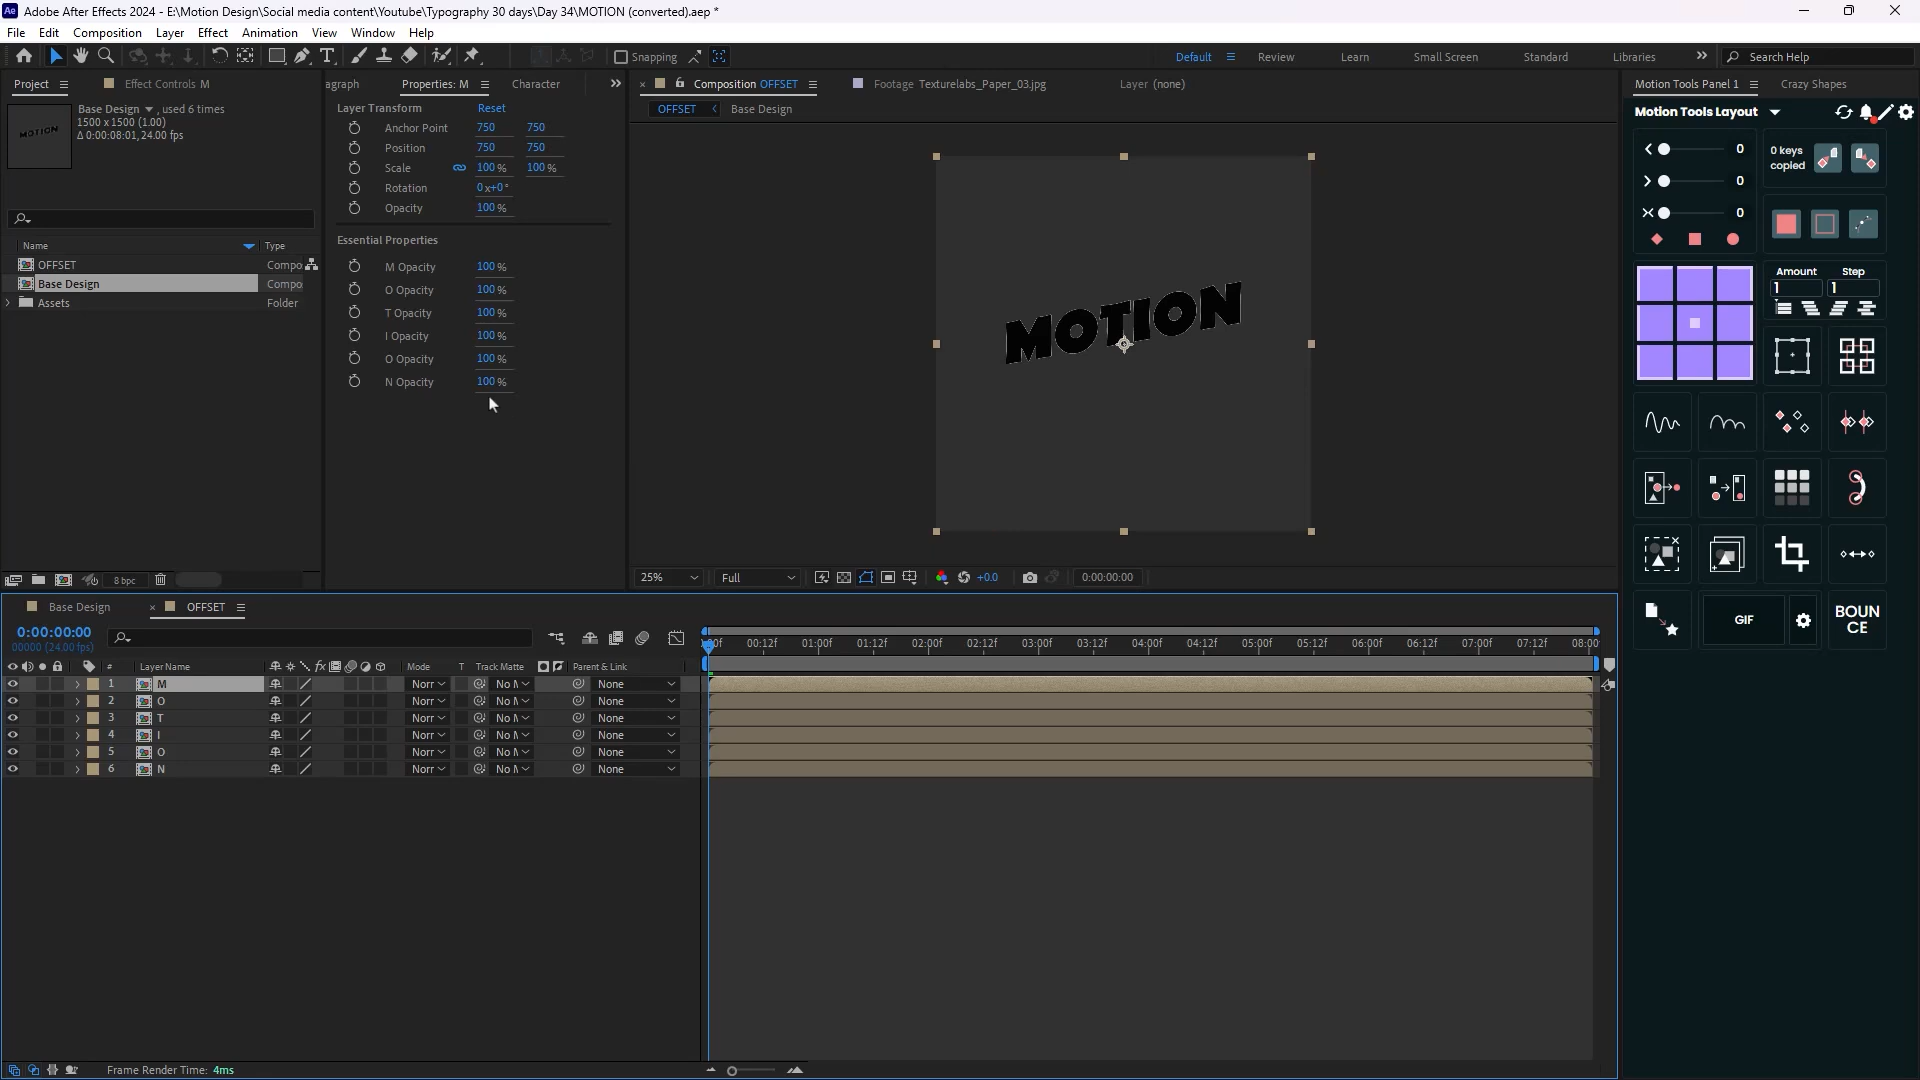 Adobe After Effects 2024 - E:\Motion Design\Social media content\Youtube\Typography 30 days\Day 34\MOTION (converted).aep *
File Edit Composition Layer Effect Animation View Window Help
Snapping Default Review Learn Small Screen Standard Libraries Search Help
Project Effect Controls M agraph Properties: M Character Composition OFFSET Footage Texturelabs_Paper_03.jpg Layer (none) Motion Tools Panel 1 Crazy Shapes
Base Design , used 6 times
1500 x 1500 (1.00)
Δ 0:00:08:01, 24.00 fps
MOTION
Name Type
OFFSET Compo
Base Design Compo
Assets Folder
8 bpc
Layer Transform Reset
Anchor Point 750 750
Position 750 750
Scale 100 % 100 %
Rotation 0 x+0 °
Opacity 100 %
Essential Properties
M Opacity 100 %
O Opacity 100 %
T Opacity 100 %
I Opacity 100 %
O Opacity 100 %
N Opacity 100 %
OFFSET Base Design
MOTION
25% Full +0.0 0:00:00:00
Motion Tools Layout
0 0 keys copied
0
0
Amount Step
1 1
GIF BOUN
CE
Base Design OFFSET
0:00:00:00
00000 (24.00 fps)
:00f 00:12f 01:00f 01:12f 02:00f 02:12f 03:00f 03:12f 04:00f 04:12f 05:00f 05:12f 06:00f 06:12f 07:00f 07:12f 08:00f
# Layer Name Mode T Track Matte Parent & Link
1 M Norr No M None
2 O Norr No M None
3 T Norr No M None
4 I Norr No M None
5 O Norr No M None
6 N Norr No M None
Frame Render Time: 4ms